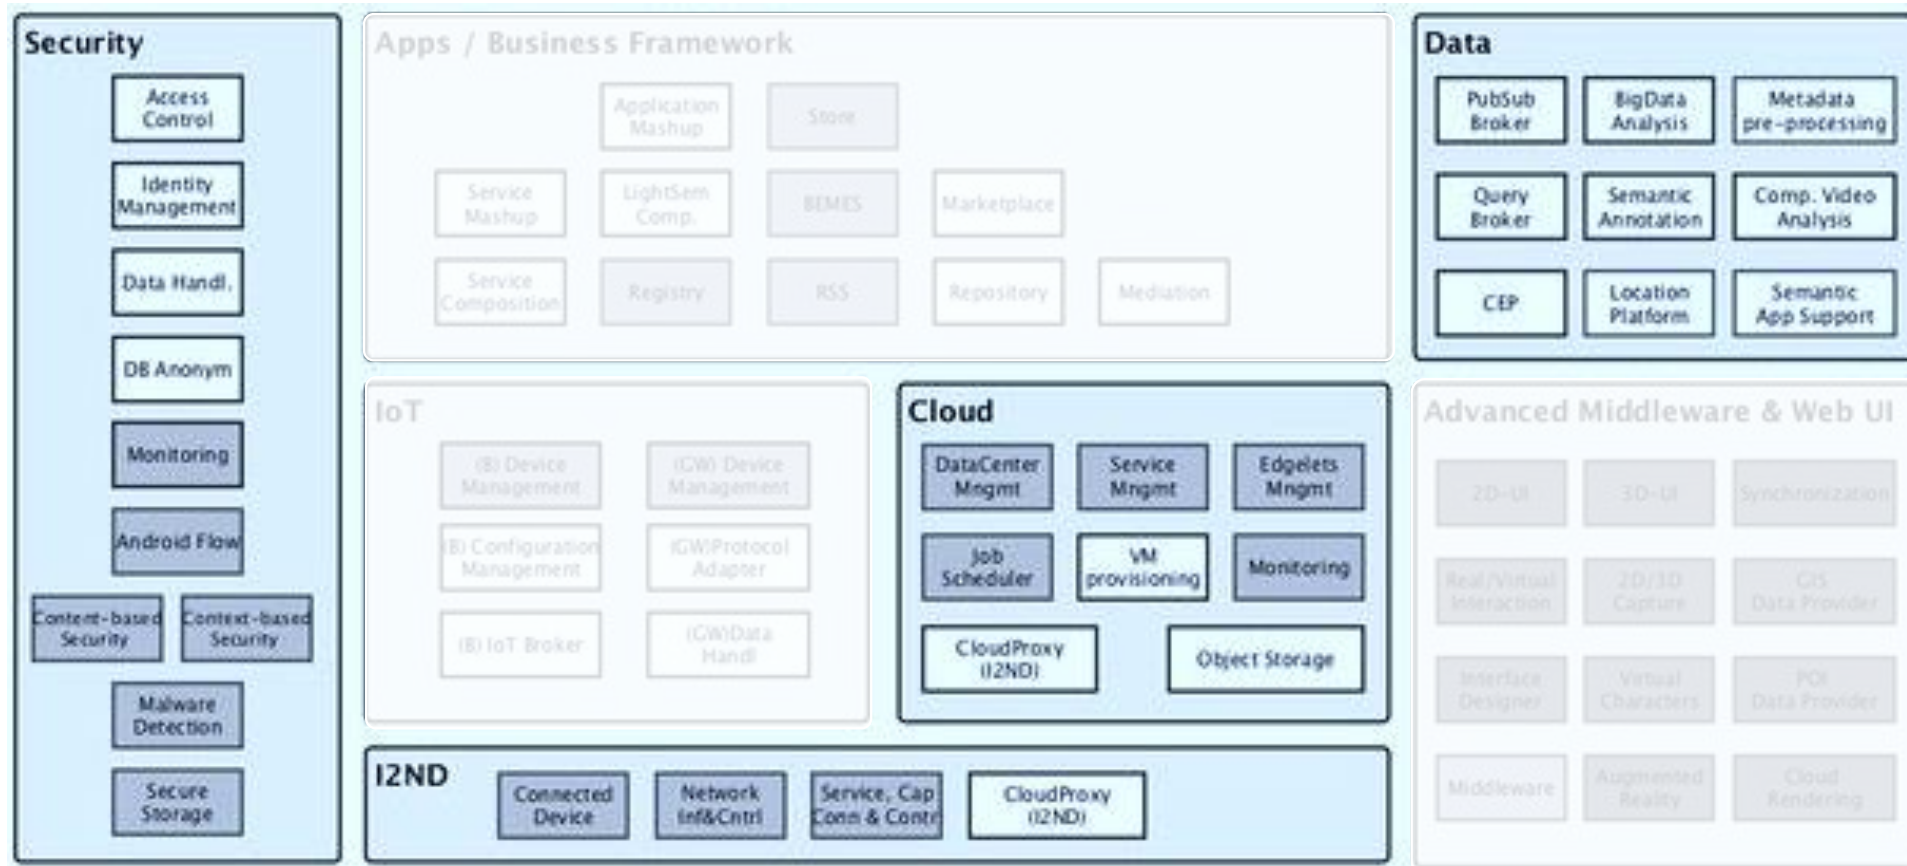 Security
Access
Control
Identity
Management
Data Handl.
DB Anonym
Monitoring
Android Flow
Content-based
Security
Context-based
Security
Malware
Detection
Secure
Storage
Apps / Business Framework
Application
Mashup
Store
Service
Mashup
LightSem
Comp.
BEMES
Marketplace
Service
Composition
Registry
RSS
Repository
Mediation
Data
PubSub
Broker
BigData
Analysis
Metadata
pre-processing
Query
Broker
Semantic
Annotation
Comp. Video
Analysis
CEP
Location
Platform
Semantic
App Support
IoT
(B) Device
Management
(GW) Device
Management
(B) Configuration
Management
(GW)Protocol
Adapter
(B) IoT Broker
(GW)Data
Handl
Cloud
DataCenter
Mngmt
Service
Mngmt
Edgelets
Mngmt
Job
Scheduler
VM
provisioning
Monitoring
CloudProxy
(I2ND)
Object Storage
Advanced Middleware & Web UI
2D-UI
3D-UI
Synchronization
Real/Virtual
Interaction
2D/3D
Capture
GIS
Data Provider
Interface
Designer
Virtual
Characters
POI
Data Provider
Middleware
Augmented
Reality
Cloud
Rendering
I2ND
Connected
Device
Network
Inf&Cntrl
Service, Cap
Conn & Contr
CloudProxy
(I2ND)